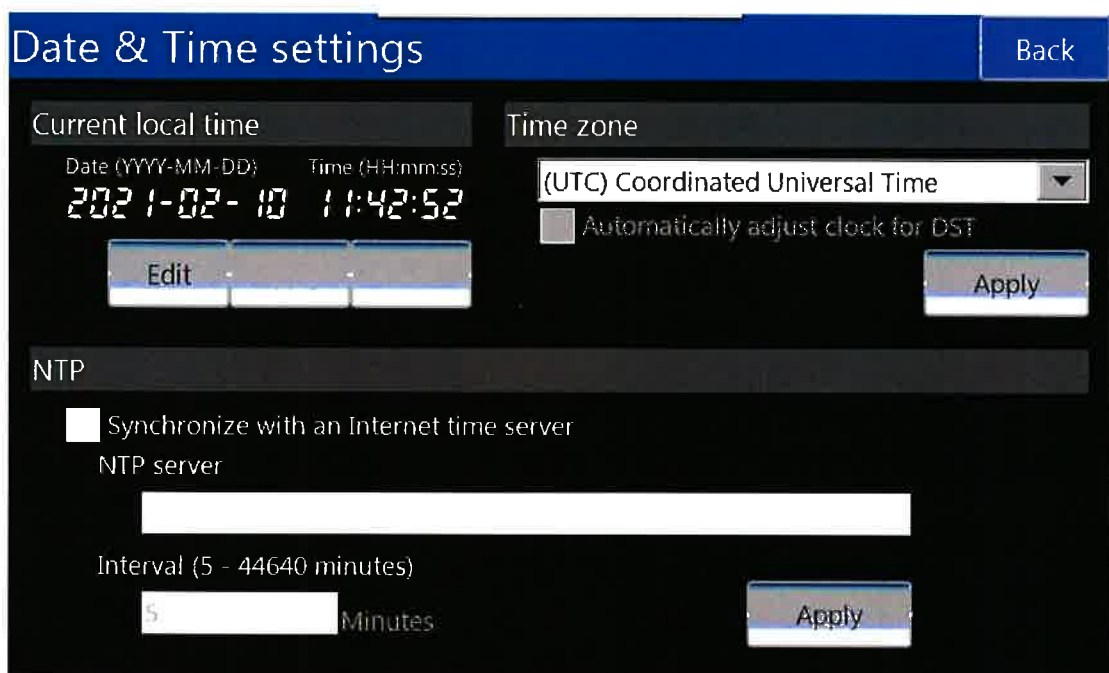 Date & Time settings
Back
Current local time
Date (YYYY-MM-DD) Time (HH:mm:ss)
2021-02-10 11:42:52
Edit
Time zone
(UTC) Coordinated Universal Time
Automatically adjust clock for DST
Apply
NTP
Synchronize with an Internet time server
NTP server
Interval (5 - 44640 minutes)
5 Minutes
Apply